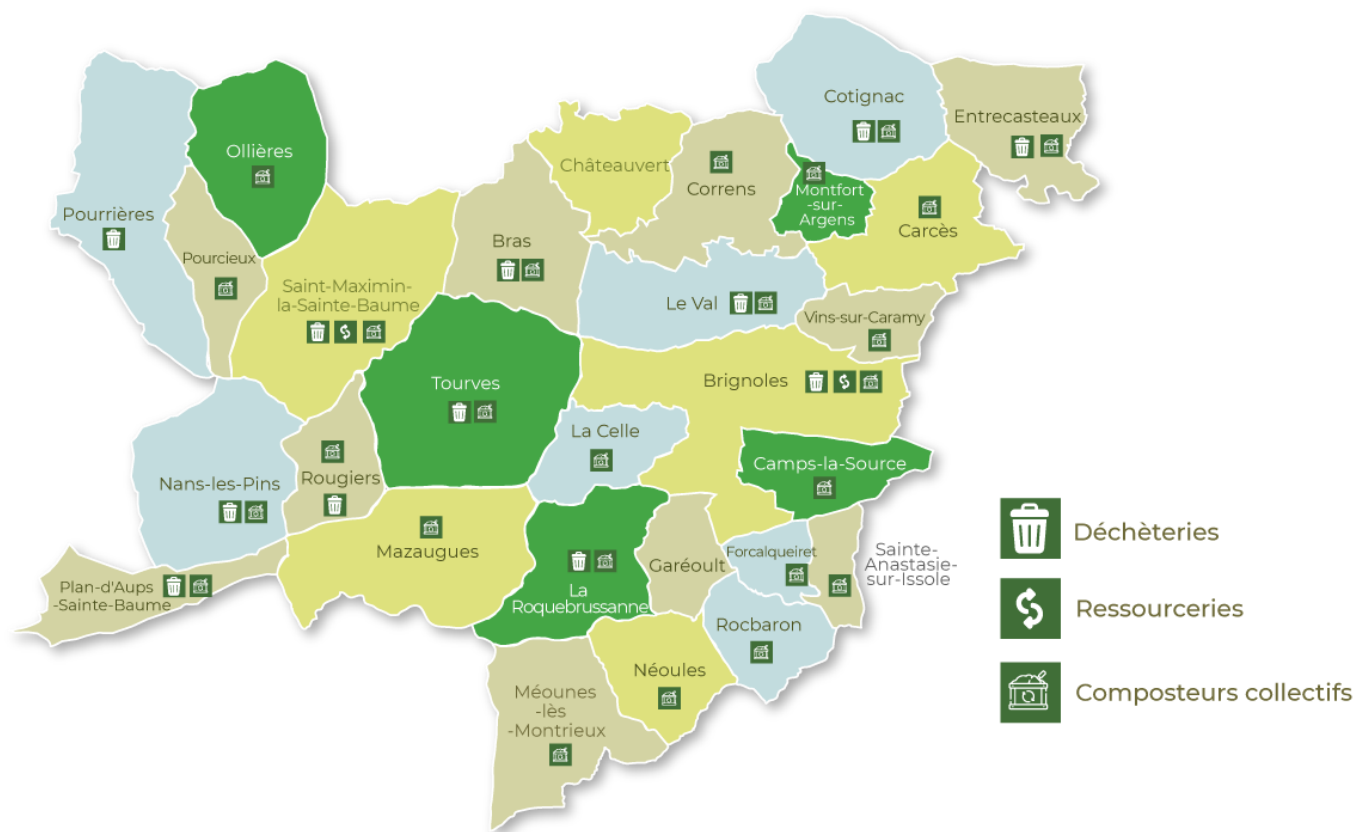 Cotignac
Entrecasteaux
Ollières
Châteauvert
Correns
Montfort
-sur-
Argens
Pourrières
Carcès
Bras
Pourcieux
Saint-Maximin-
la-Sainte-Baume
Le Val
Vins-sur-Caramy
Tourves
Brignoles
La Celle
Camps-la-Source
Nans-les-Pins
Rougiers
Mazaugues
Forcalqueiret
Garéoult
Sainte-
Anastasie-
sur-Issole
Plan-d'Aups
-Sainte-Baume
La
Roquebrussanne
Rocbaron
Néoules
Méounes
-lès
-Montrieux
Déchèteries
Ressourceries
Composteurs collectifs